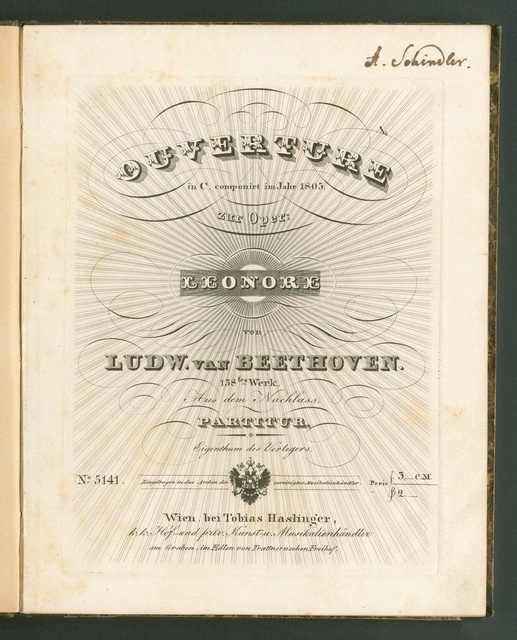 A. Schindler.
OUVERTURE
in C. componirt im Jahr 1805.
zur Oper:
LEONORE
von
LUDW. van BEETHOVEN.
138tes Werk.
Aus dem Nachlass.
PARTITUR.
Eigenthum des Verlegers.
No. 5141.
Eingetragen in das Archiv der vereinigten Musikalienhändler.
Preis f. 3 C.M.
2
Wien, bei Tobias Haslinger,
k.k. Hof- und priv. Kunst- u. Musikalienhändler
am Graben, im Edlen von Trattnern'schen Freihof.